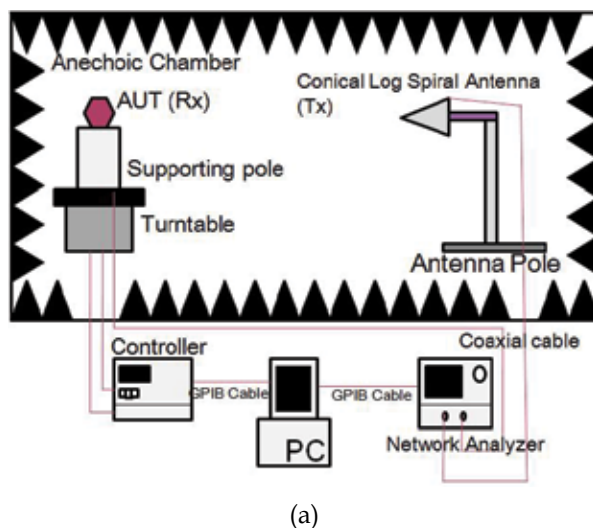 Anechoic Chamber
AUT (Rx)
Conical Log Spiral Antenna
(Tx)
Supporting pole
Turntable
Antenna Pole
Controller
Coaxial cable
GPIB Cable
GPIB Cable
PC
Network Analyzer
(a)